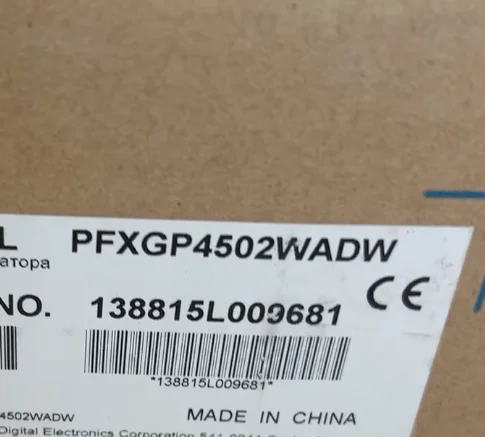 L PFXGP4502WADW
атора
CE
NO. 138815L009681
*138815L009681*
4502WADW MADE IN CHINA
Digital Electronics Corporation